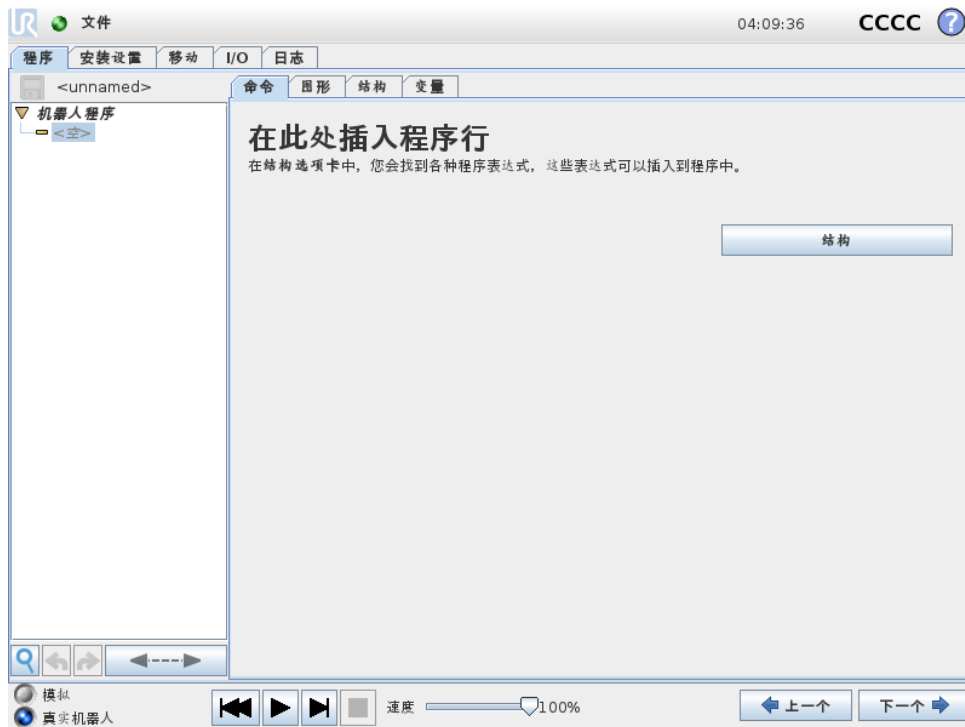 UR 文件 04:09:36 CCCC ?
程序 安装设置 移动 I/O 日志
<unnamed> 命令 图形 结构 变量
机器人程序
<空>
在此处插入程序行
在结构选项卡中，您会找到各种程序表达式，这些表达式可以插入到程序中。
结构
模拟
真实机器人
速度 100% 上一个 下一个